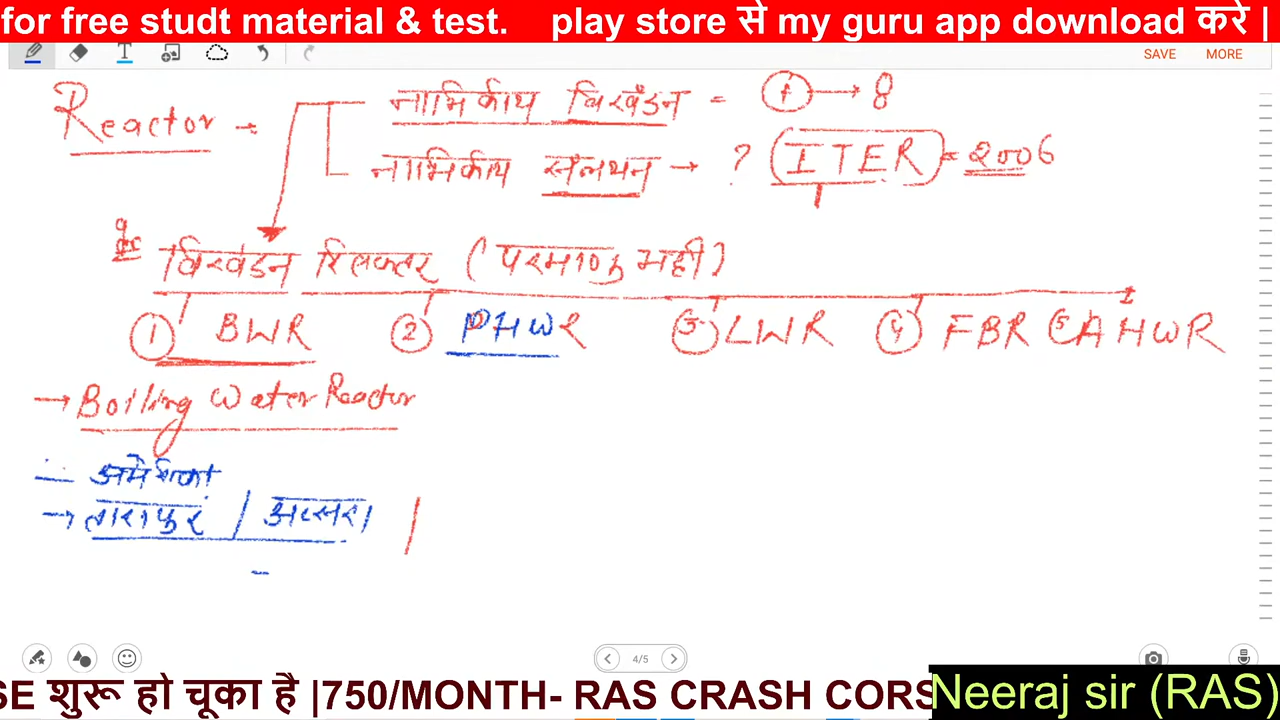 for free studt material & test. play store से my guru app download करे |
SAVE MORE
Reactor → नाभिकीय विखंडन = → 8
नाभिकीय संलयन → ? (ITER) = 2006
विखंडन रिएक्टर (परमाणु भट्टी)
① BWR ② PHWR ③ LWR ④ FBR ⑤ AHWR
→ Boiling Water Reactor
अमेरिका
→ तारापुर | अप्सरा |
4/5
SE शुरू हो चूका है |750/MONTH- RAS CRASH CORS
Neeraj sir (RAS)